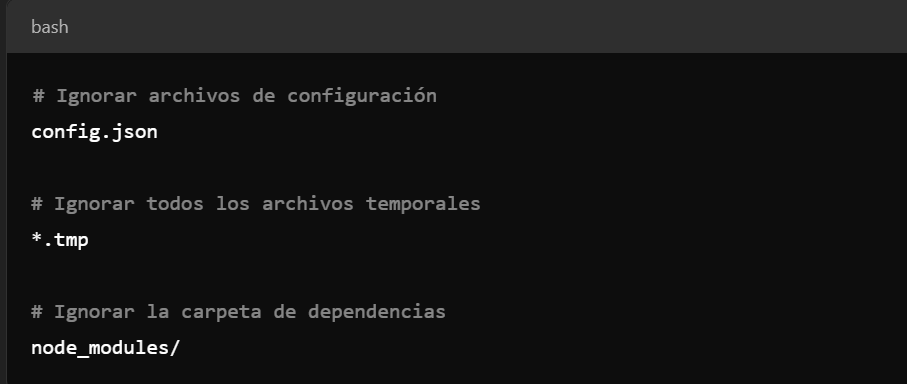 bash
# Ignorar archivos de configuración
config.json
# Ignorar todos los archivos temporales
*.tmp
# Ignorar la carpeta de dependencias
node_modules/